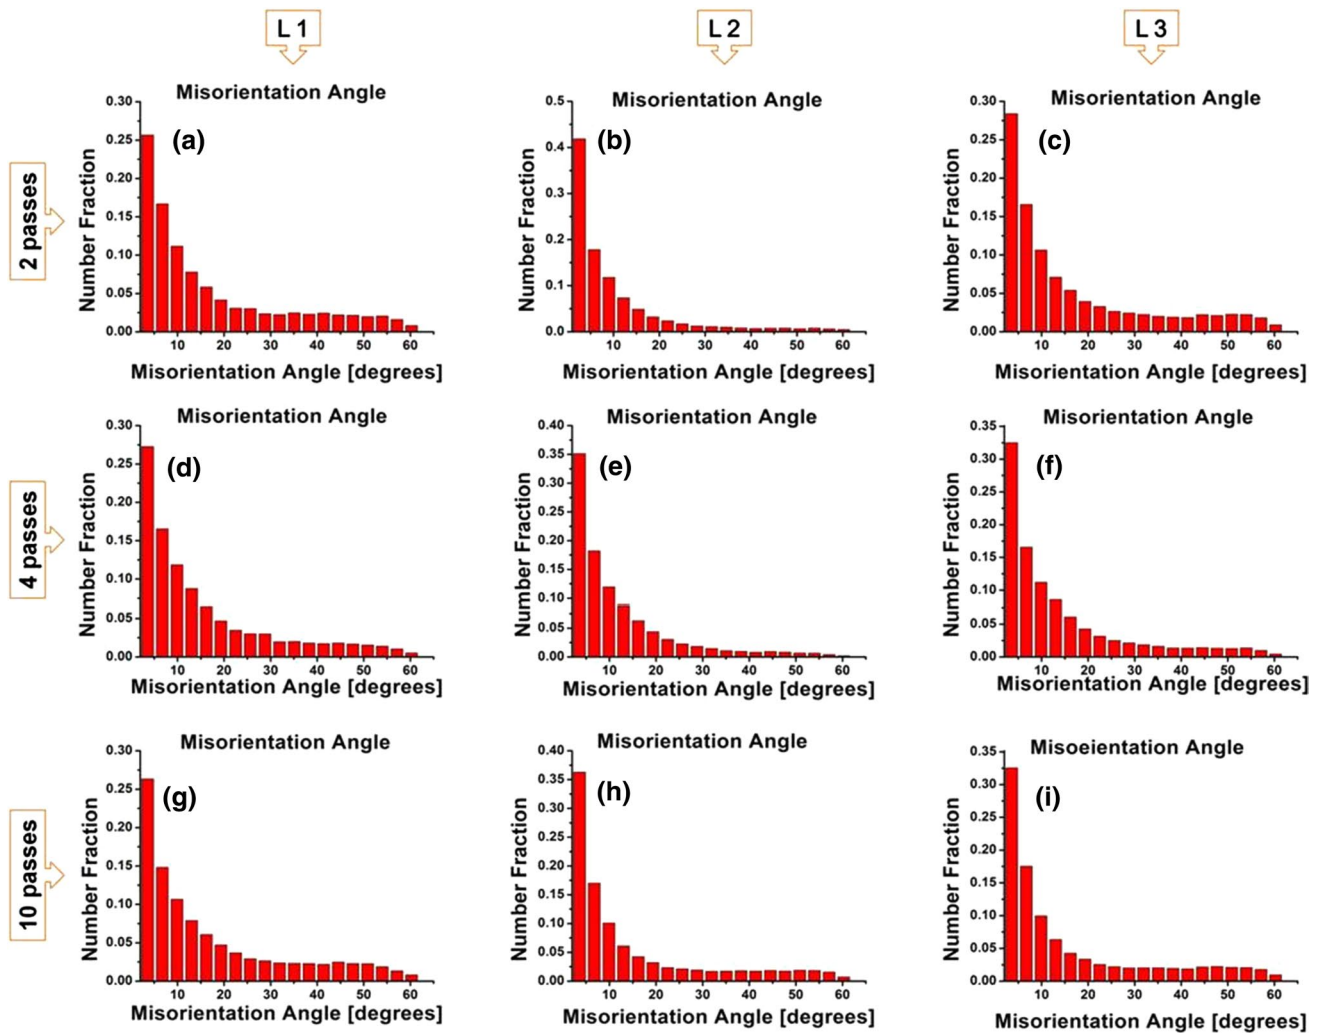 L 1
L 2
L 3
2 passes
Misorientation Angle
(a)
Number Fraction
0.30
0.25
0.20
0.15
0.10
0.05
0.00
10 20 30 40 50 60
Misorientation Angle [degrees]
Misorientation Angle
(b)
Number Fraction
0.5
0.4
0.3
0.2
0.1
0.0
10 20 30 40 50 60
Misorientation Angle [degrees]
Misorientation Angle
(c)
Number Fraction
0.30
0.25
0.20
0.15
0.10
0.05
0.00
10 20 30 40 50 60
Misorientation Angle [degrees]
4 passes
Misorientation Angle
(d)
Number Fraction
0.30
0.25
0.20
0.15
0.10
0.05
0.00
10 20 30 40 50 60
Misorientation Angle [degrees]
Misorientation Angle
(e)
Number Fraction
0.40
0.35
0.30
0.25
0.20
0.15
0.10
0.05
0.00
10 20 30 40 50 60
Misorientation Angle [degrees]
Misorientation Angle
(f)
Number Fraction
0.35
0.30
0.25
0.20
0.15
0.10
0.05
0.00
10 20 30 40 50 60
Misorientation Angle [degrees]
10 passes
Misorientation Angle
(g)
Number Fraction
0.30
0.25
0.20
0.15
0.10
0.05
0.00
10 20 30 40 50 60
Misorientation Angle [degrees]
Misorientation Angle
(h)
Number Fraction
0.40
0.35
0.30
0.25
0.20
0.15
0.10
0.05
0.00
10 20 30 40 50 60
Misorientation Angle [degrees]
Misoeientation Angle
(i)
Number Fraction
0.35
0.30
0.25
0.20
0.15
0.10
0.05
0.00
10 20 30 40 50 60
Misorientation Angle [degrees]